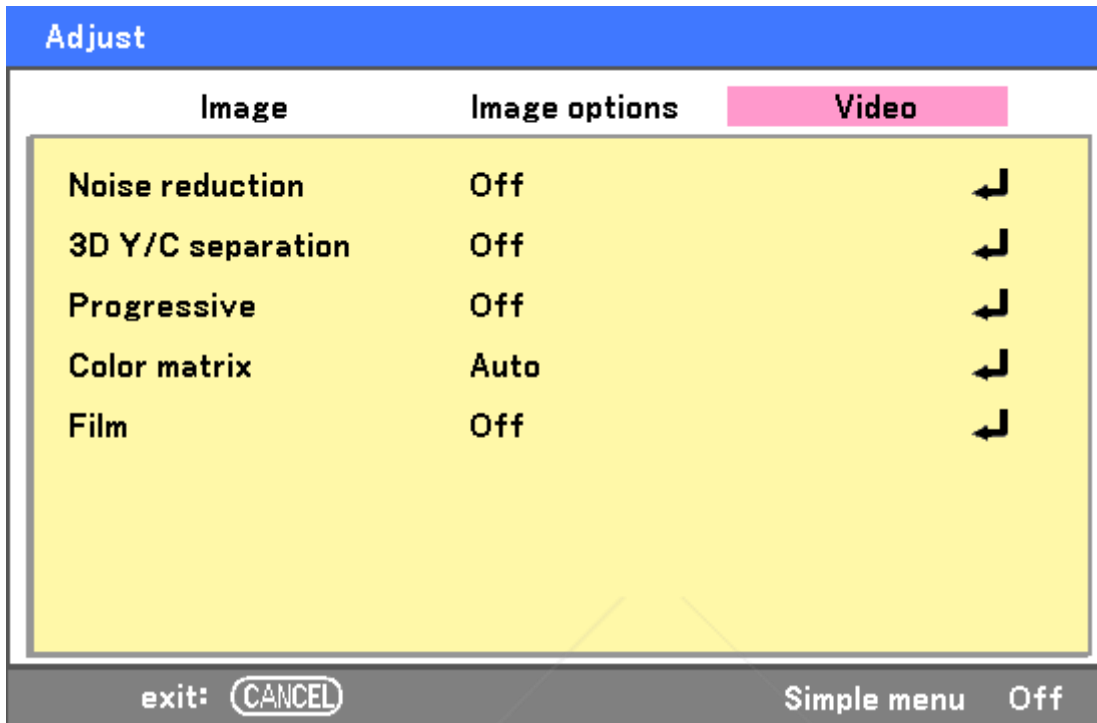 Adjust
Image Image options Video
Noise reduction Off
3D Y/C separation Off
Progressive Off
Color matrix Auto
Film Off
exit: CANCEL Simple menu Off